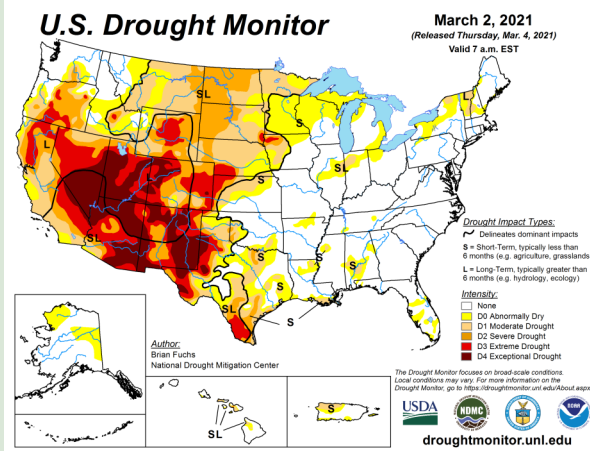 U.S. Drought Monitor
March 2, 2021
(Released Thursday, Mar. 4, 2021)
Valid 7 a.m. EST
SL
S
L
L
SL
S
S
S
S
SL
S
SL
S
Drought Impact Types:
Delineates dominant impacts
S = Short-Term, typically less than
6 months (e.g. agriculture, grasslands
L = Long-Term, typically greater than
6 months (e.g. hydrology, ecology)
Intensity:
None
D0 Abnormally Dry
D1 Moderate Drought
D2 Severe Drought
D3 Extreme Drought
D4 Exceptional Drought
Author:
Brian Fuchs
National Drought Mitigation Center
SL
S
The Drought Monitor focuses on broad-scale conditions.
Local conditions may vary. For more information on the
Drought Monitor, go to https://droughtmonitor.unl.edu/About.aspx
USDA
NDMC
droughtmonitor.unl.edu